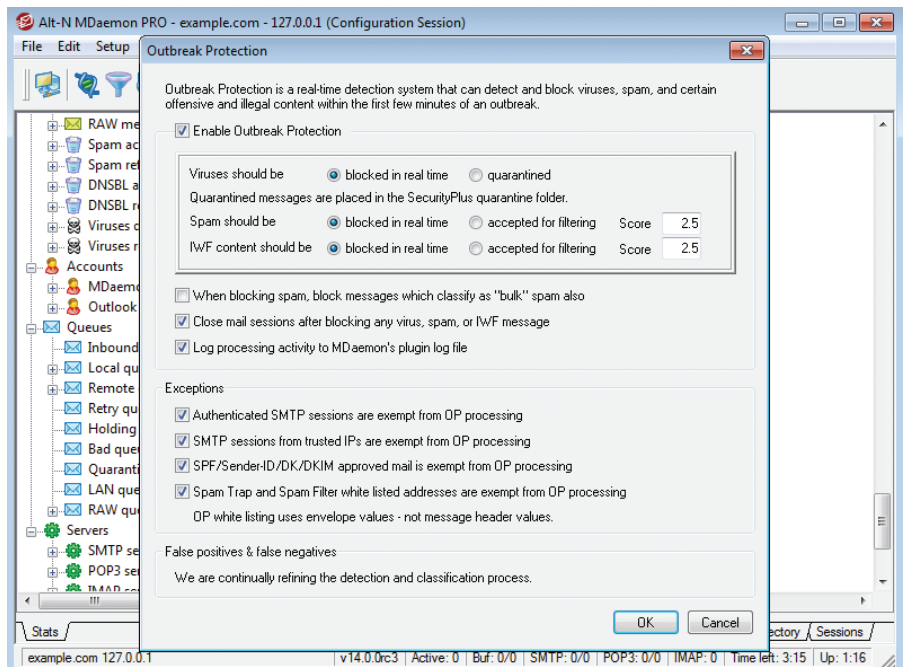 Alt-N MDaemon PRO - example.com - 127.0.0.1 (Configuration Session)
File Edit Setup
Outbreak Protection
Outbreak Protection is a real-time detection system that can detect and block viruses, spam, and certain
offensive and illegal content within the first few minutes of an outbreak.
Enable Outbreak Protection
Viruses should be blocked in real time quarantined
Quarantined messages are placed in the SecurityPlus quarantine folder.
Spam should be blocked in real time accepted for filtering Score 2.5
IWF content should be blocked in real time accepted for filtering Score 2.5
When blocking spam, block messages which classify as "bulk" spam also
Close mail sessions after blocking any virus, spam, or IWF message
Log processing activity to MDaemon's plugin log file
Exceptions
Authenticated SMTP sessions are exempt from OP processing
SMTP sessions from trusted IPs are exempt from OP processing
SPF/Sender-ID/DK/DKIM approved mail is exempt from OP processing
Spam Trap and Spam Filter white listed addresses are exempt from OP processing
OP white listing uses envelope values - not message header values.
False positives & false negatives
We are continually refining the detection and classification process.
OK Cancel
RAW me
Spam ac
Spam ref
DNSBL a
DNSBL r
Viruses d
Viruses r
Accounts
MDaemo
Outlook
Queues
Inbound
Local qu
Remote
Retry qu
Holding
Bad que
Quaranti
LAN que
RAW qu
Servers
SMTP se
POP3 ser
IMAP ser
Stats ectory Sessions
example.com 127.0.0.1 v14.0.0rc3 Active: 0 Buf: 0/0 SMTP: 0/0 POP3: 0/0 IMAP: 0 Time left: 3:15 Up: 1:16